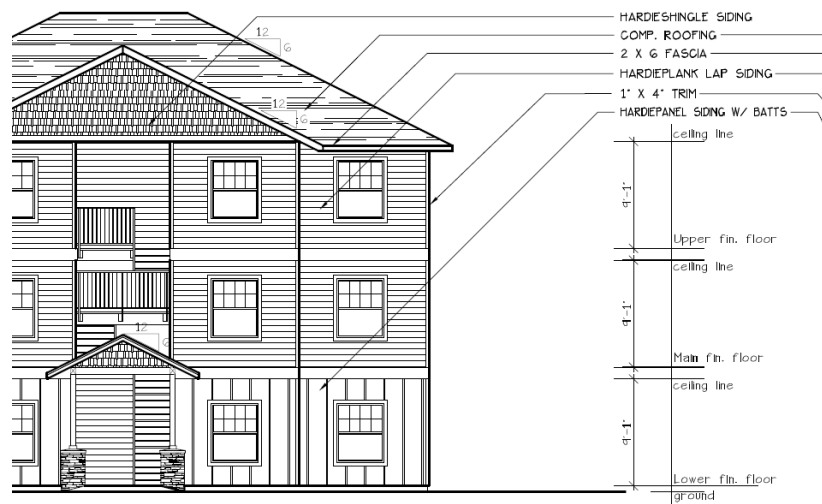 HARDIESHINGLE SIDING
COMP. ROOFING
2 X 6 FASCIA
HARDIEPLANK LAP SIDING
1" X 4" TRIM
HARDIEPANEL SIDING W/ BATTS
12
6
12
6
ceiling line
9'-1"
Upper fin. floor
ceiling line
9'-1"
12
6
Main fin. floor
ceiling line
9'-1"
Lower fin. floor
ground